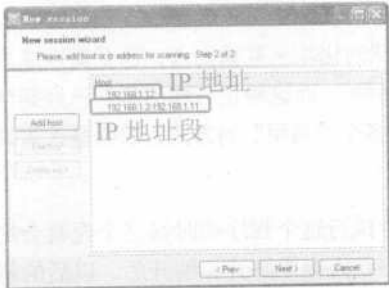 New session
New session wizard
Please, add host or ip address for scanning. Step 2 of 2
Host
192.168.1.12
IP 地址
192.168.1.2:192.168.1.11
Add host
IP 地址段
< Prev
Next >
Cancel